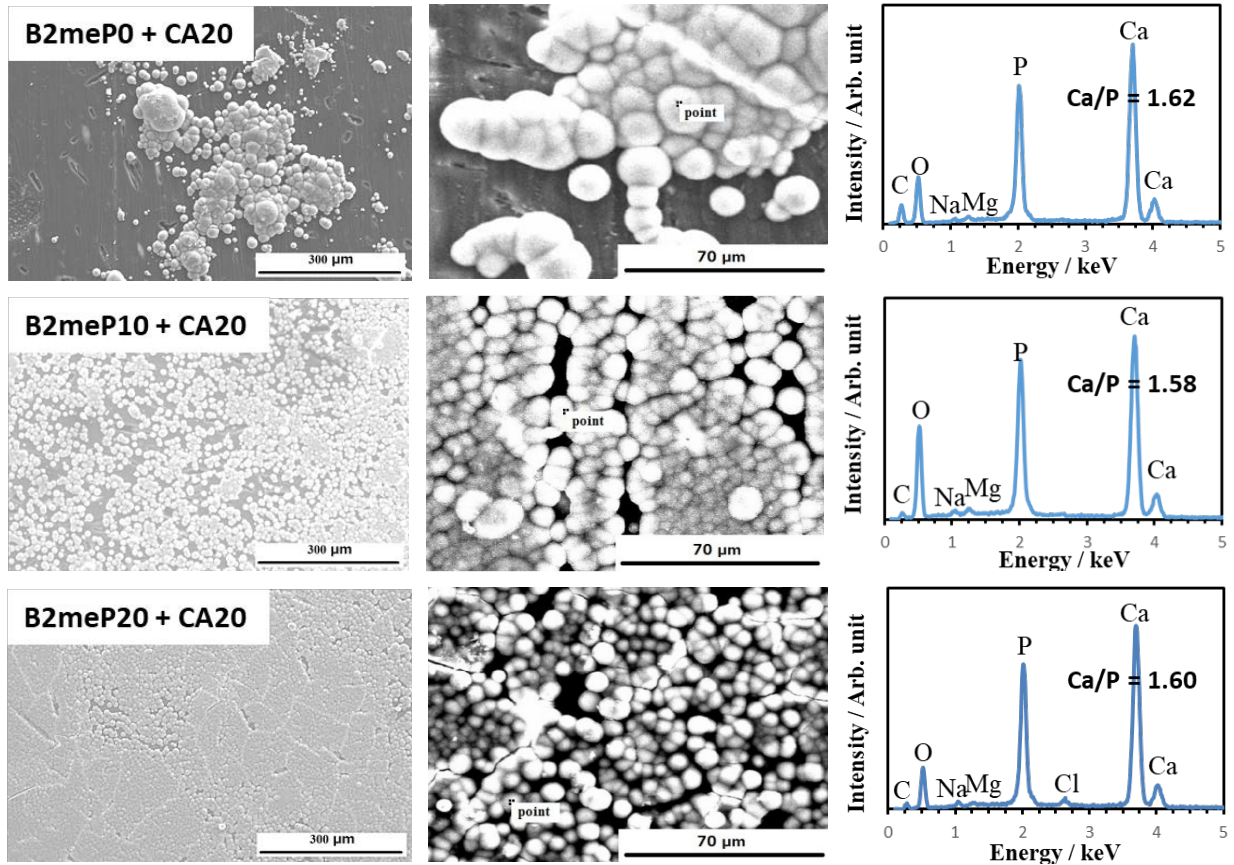 B2meP0 + CA20
300 μm
point
70 μm
Intensity / Arb. unit
C
O
Na
Mg
P
Ca
Ca/P = 1.62
Ca
0 1 2 3 4 5
Energy / keV
B2meP10 + CA20
300 μm
point
70 μm
Intensity / Arb. unit
C
O
Na
Mg
P
Ca
Ca/P = 1.58
Ca
0 1 2 3 4 5
Energy / keV
B2meP20 + CA20
300 μm
point
70 μm
Intensity / Arb. unit
C
O
Na
Mg
P
Cl
Ca
Ca/P = 1.60
Ca
0 1 2 3 4 5
Energy / keV